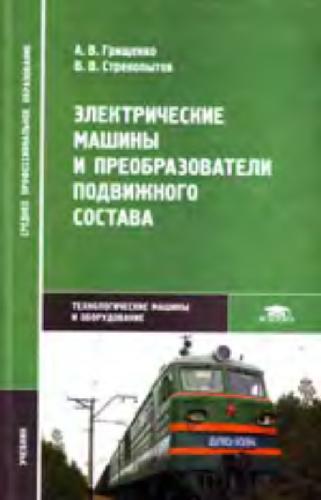 А. В. Грищенко
В. В. Стрекопытов
ЭЛЕКТРИЧЕСКИЕ
МАШИНЫ
И ПРЕОБРАЗОВАТЕЛИ
ПОДВИЖНОГО
СОСТАВА
ТЕХНОЛОГИЧЕСКИЕ МАШИНЫ
И ОБОРУДОВАНИЕ
СРЕДНЕЕ ПРОФЕССИОНАЛЬНОЕ ОБРАЗОВАНИЕ
УЧЕБНИК